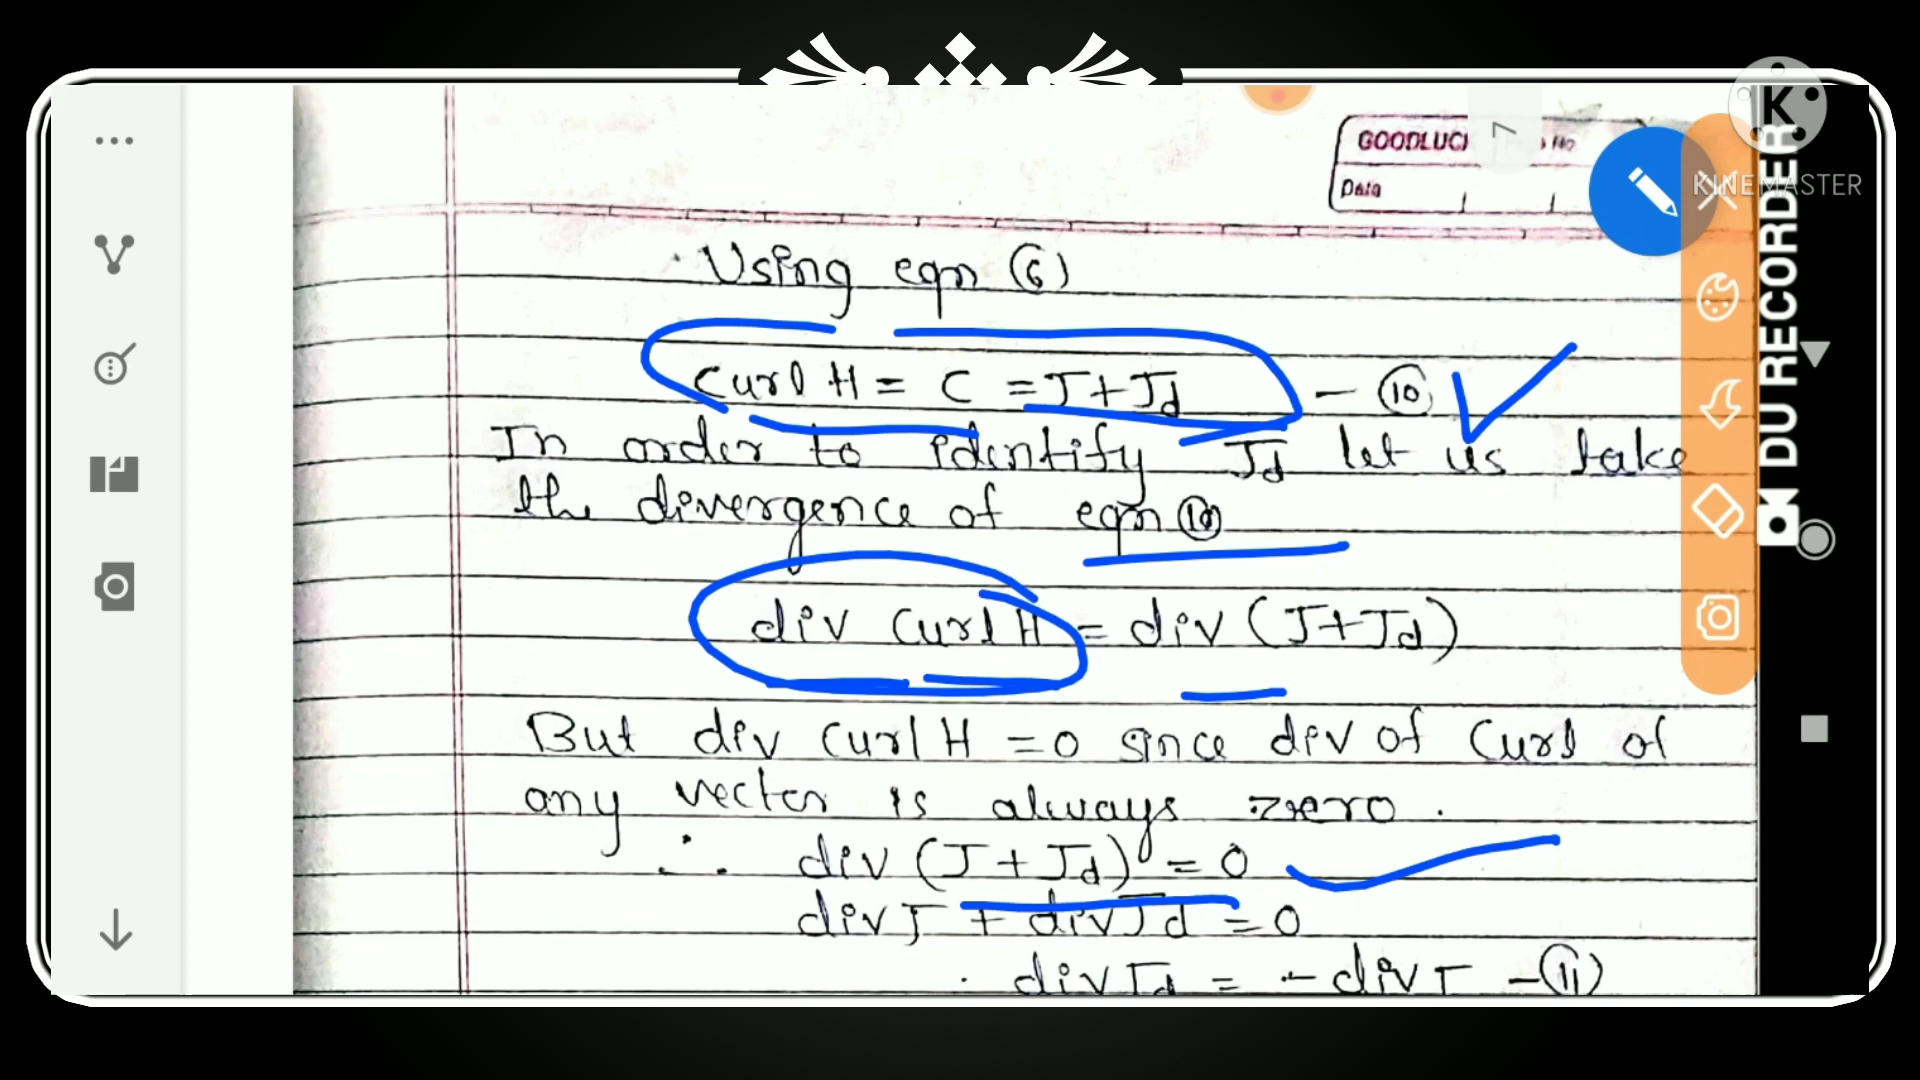 GOODLUCK
Date
7
KINEMASTER
DU RECORDER
Using eqn (6)
Curl H = C = J+Jd - (10)
In order to identify Jd let us take
the divergence of eqn (10)
div Curl H = div (J+Jd)
But div Curl H = 0 since div of Curl of
any vector is always zero.
∴ div (J + Jd) = 0
div J + div Jd = 0
div Jd = - div J - (11)